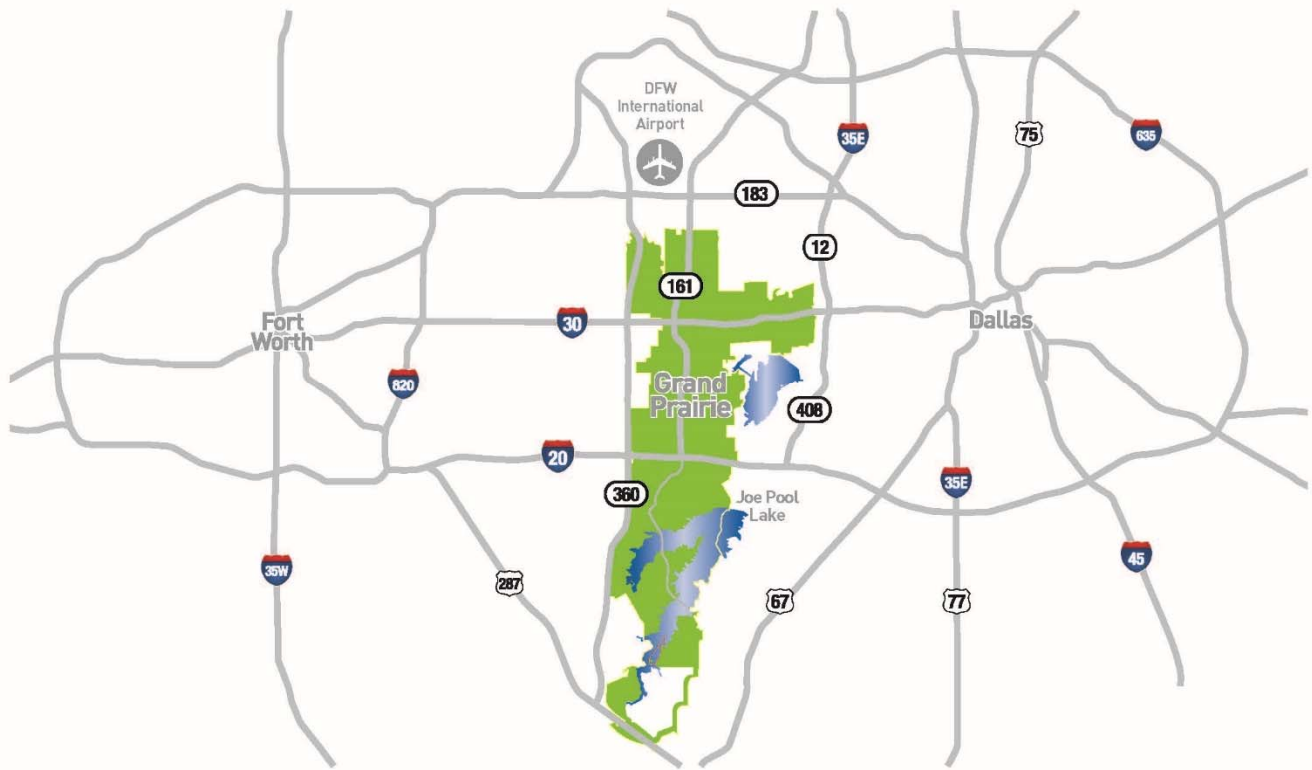 DFW
International
Airport
35E
75
635
183
12
161
30
Fort
Worth
Dallas
820
Grand
Prairie
408
20
360
35E
Joe Pool
Lake
35W
287
67
77
45